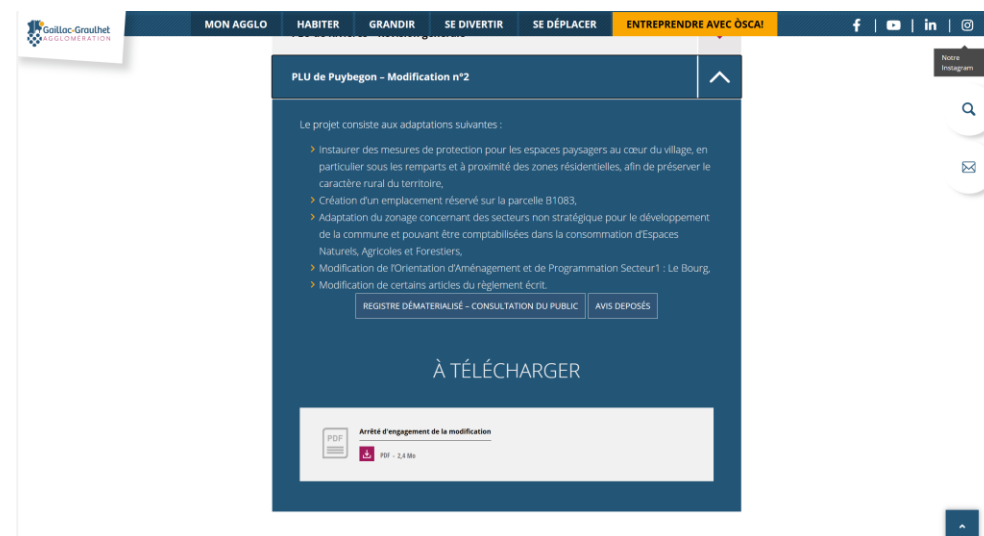 Gaillac-Graulhet
AGGLOMÉRATION
MON AGGLO
HABITER
GRANDIR
SE DIVERTIR
SE DÉPLACER
ENTREPRENDRE AVEC ÒSCA!
Notre
Instagram
PLU de Puybegon – Modification n°2
Le projet consiste aux adaptations suivantes :
Instaurer des mesures de protection pour les espaces paysagers au cœur du village, en
particulier sous les remparts et à proximité des zones résidentielles, afin de préserver le
caractère rural du territoire,
Création d'un emplacement réservé sur la parcelle B1083,
Adaptation du zonage concernant des secteurs non stratégique pour le développement
de la commune et pouvant être comptabilisées dans la consommation d'Espaces
Naturels, Agricoles et Forestiers,
Modification de l'Orientation d'Aménagement et de Programmation Secteur1 : Le Bourg,
Modification de certains articles du règlement écrit.
REGISTRE DÉMATERIALISÉ – CONSULTATION DU PUBLIC
AVIS DEPOSÉS
À TÉLÉCHARGER
PDF
Arrêté d'engagement de la modification
PDF - 2,4 Mo